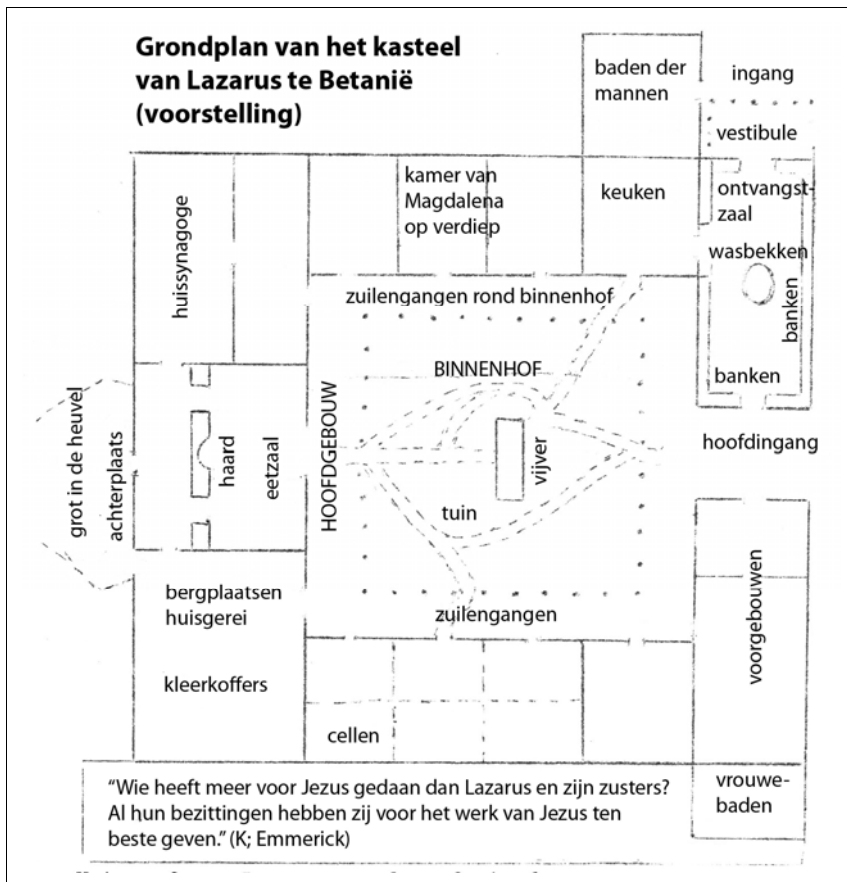 Grondplan van het kasteel
van Lazarus te Betanië
(voorstelling)
baden der
mannen
ingang
vestibule
kamer van
Magdalena
op verdiep
keuken
ontvangst-
zaal
wasbekken
banken
banken
huissynagoge
zuilengangen rond binnenhof
BINNENHOF
HOOFDGEBOUW
hoofdingang
grot in de heuvel
achterplaats
haard
eetzaal
vijver
tuin
bergplaatsen
huisgerei
zuilengangen
voorgebouwen
kleerkoffers
cellen
vrouwe-
baden
“Wie heeft meer voor Jezus gedaan dan Lazarus en zijn zusters?
Al hun bezittingen hebben zij voor het werk van Jezus ten
beste geven.” (K; Emmerick)